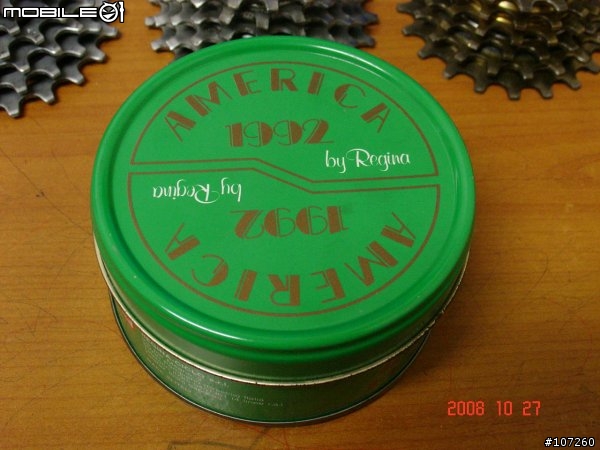 MOBILE01
AMERICA
1992
by Regina
by Regina
1992
AMERICA
2008 10 27
#107260